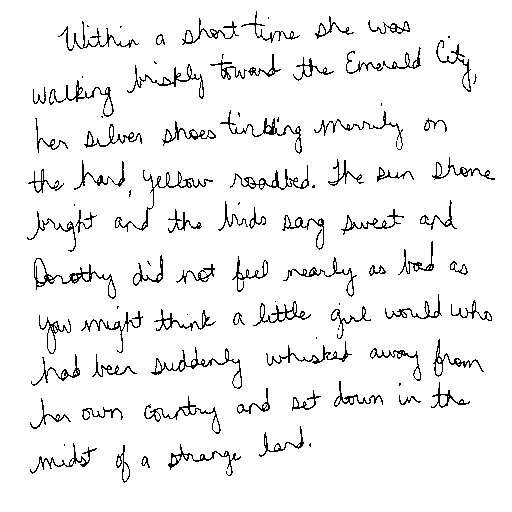 Within a short time she was
walking briskly toward the Emerald City,
her silver shoes tinkling merrily on
the hard, yellow roadbed. The sun shone
bright and the birds sang sweet and
Dorothy did not feel nearly as bad as
you might think a little girl would who
had been suddenly whisked away from
her own country and set down in the
midst of a strange land.